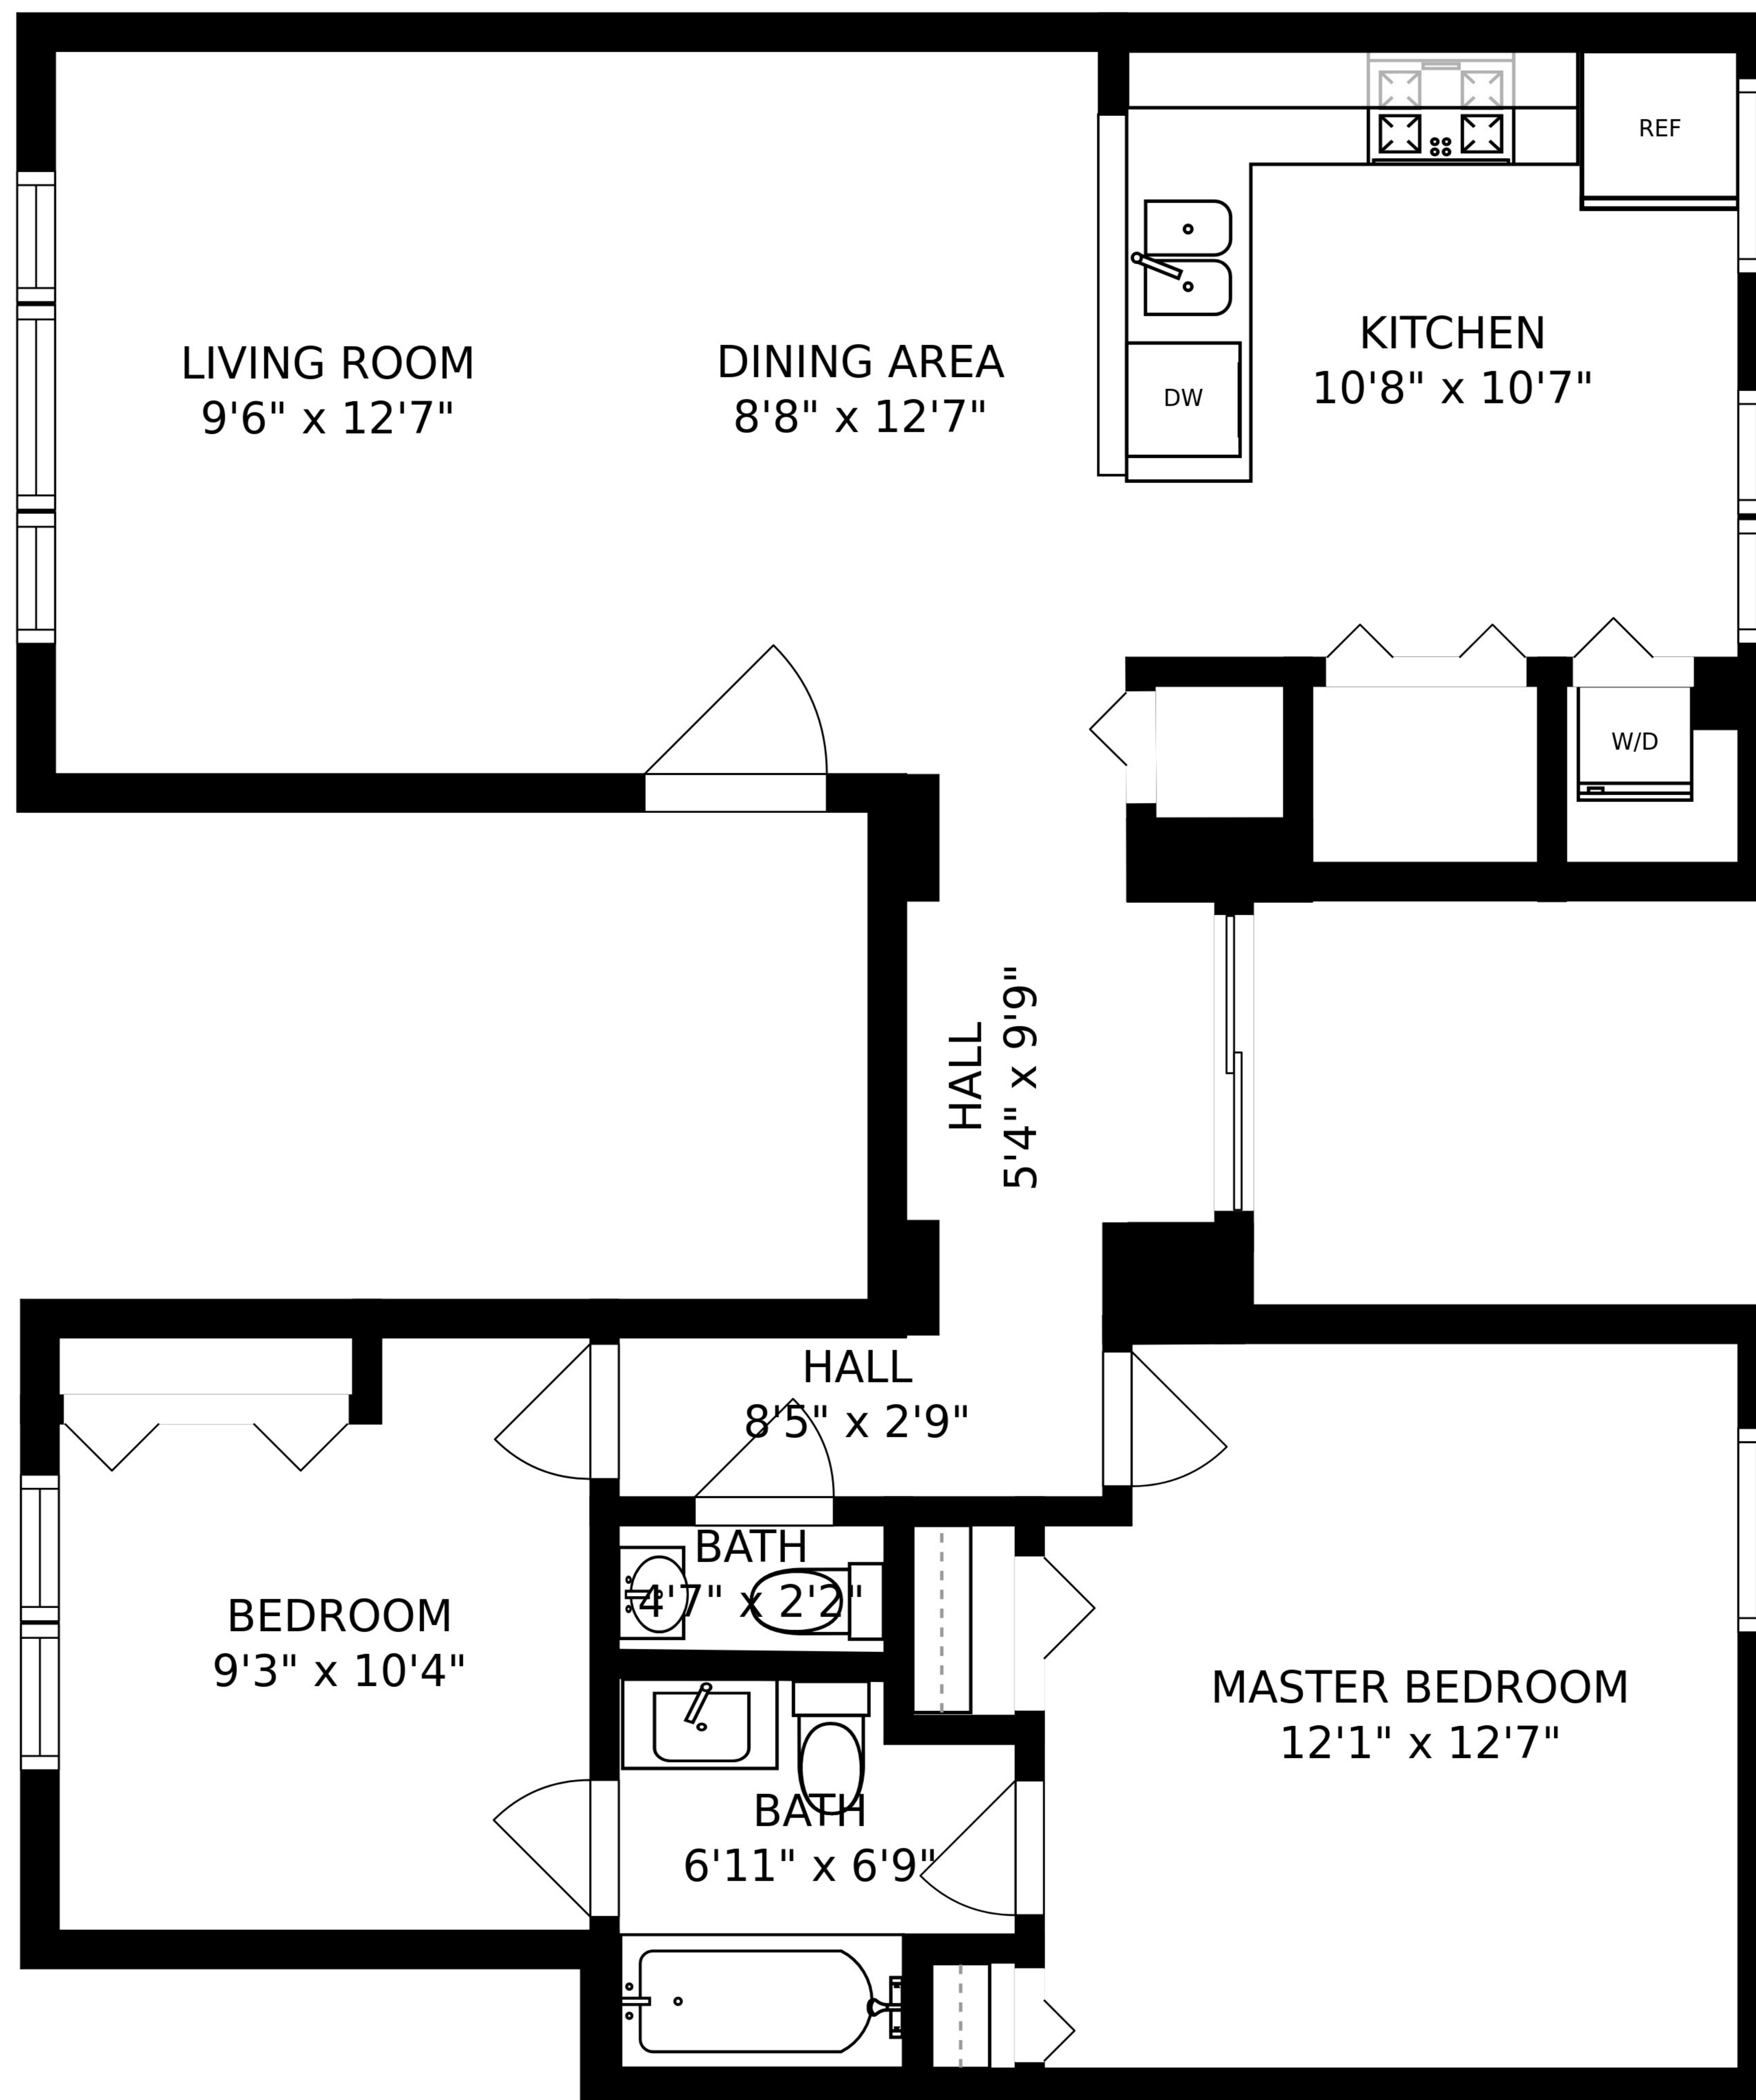 REF
KITCHEN
10'8" x 10'7"
LIVING ROOM
9'6" x 12'7"
DINING AREA
8'8" x 12'7"
DW
W/D
HALL
5'4" x 9'9"
HALL
8'5" x 2'9"
BATH
4'7" x 2'2"
BEDROOM
9'3" x 10'4"
MASTER BEDROOM
12'1" x 12'7"
BATH
6'11" x 6'9"